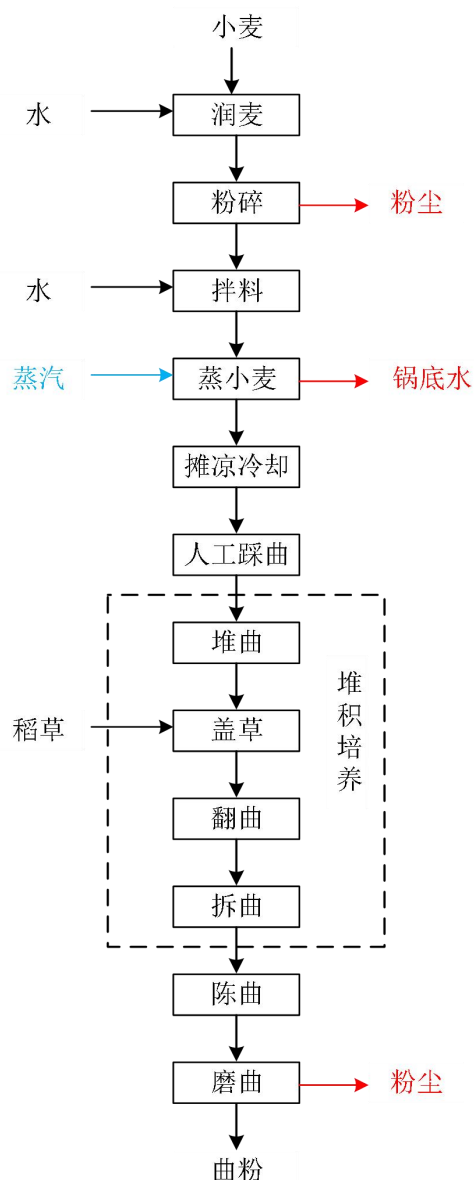 小麦
水
润麦
粉碎
粉尘
水
拌料
蒸汽
蒸小麦
锅底水
摊凉冷却
人工踩曲
堆曲
堆积培养
稻草
盖草
翻曲
拆曲
陈曲
磨曲
粉尘
曲粉